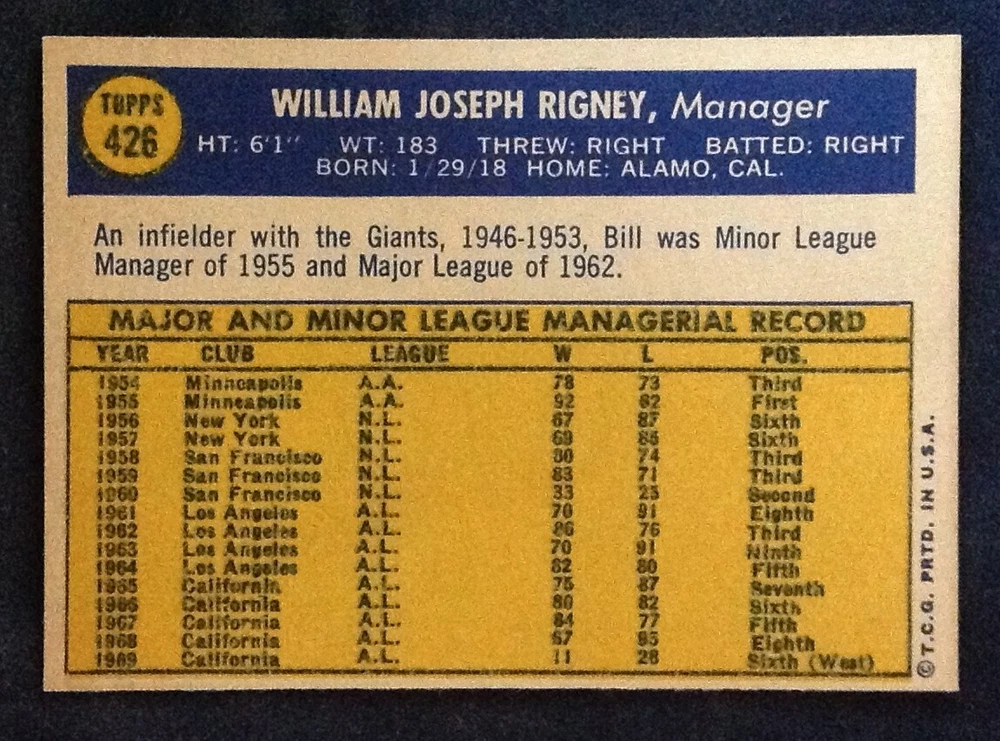 TOPPS
426
WILLIAM JOSEPH RIGNEY, Manager
HT: 6'1" WT: 183 THREW: RIGHT BATTED: RIGHT
BORN: 1/29/18 HOME: ALAMO, CAL.
An infielder with the Giants, 1946-1953, Bill was Minor League
Manager of 1955 and Major League of 1962.
MAJOR AND MINOR LEAGUE MANAGERIAL RECORD
YEAR CLUB LEAGUE W L POS.
1954 Minneapolis A.A. 78 73 Third
1955 Minneapolis A.A. 92 62 First
1956 New York N.L. 67 87 Sixth
1957 New York N.L. 69 85 Sixth
1958 San Francisco N.L. 80 74 Third
1959 San Francisco N.L. 83 71 Third
1960 San Francisco N.L. 33 25 Second
1961 Los Angeles A.L. 70 91 Eighth
1962 Los Angeles A.L. 86 76 Third
1963 Los Angeles A.L. 70 91 Ninth
1964 Los Angeles A.L. 82 80 Fifth
1965 California A.L. 75 87 Seventh
1966 California A.L. 80 82 Sixth
1967 California A.L. 84 77 Fifth
1968 California A.L. 67 95 Eighth
1969 California A.L. 11 28 Sixth (West)
©T.C.G. PRTD. IN U.S.A.